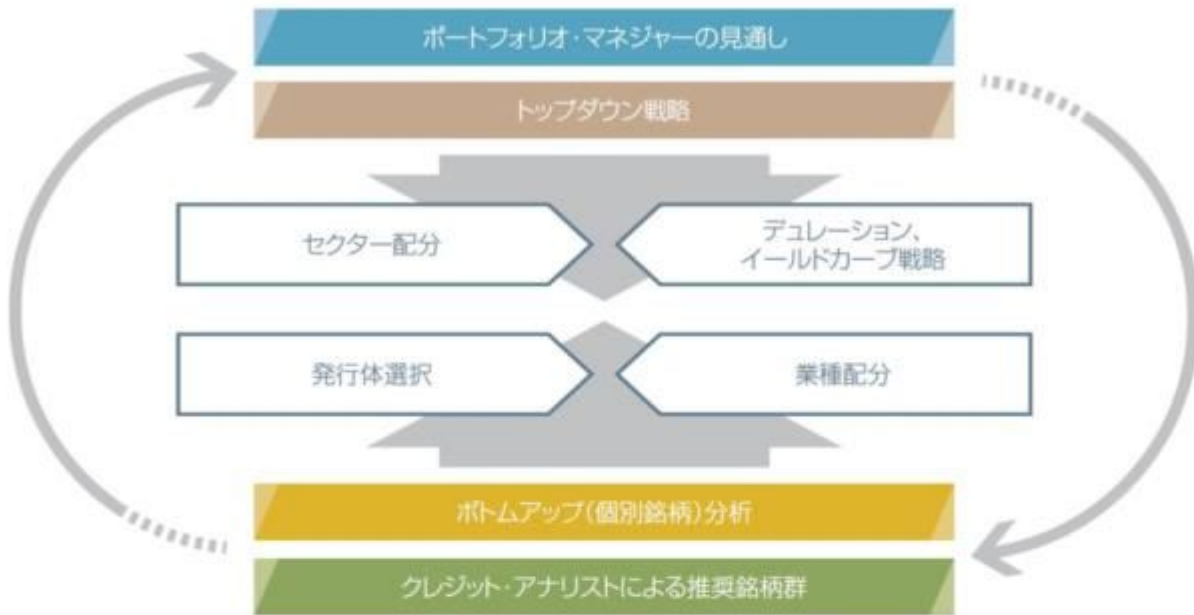 ポートフォリオ・マネジャーの見通し
トップダウン戦略
セクター配分
デュレーション、
イールドカーブ戦略
発行体選択
業種配分
ボトムアップ(個別銘柄)分析
クレジット・アナリストによる推奨銘柄群